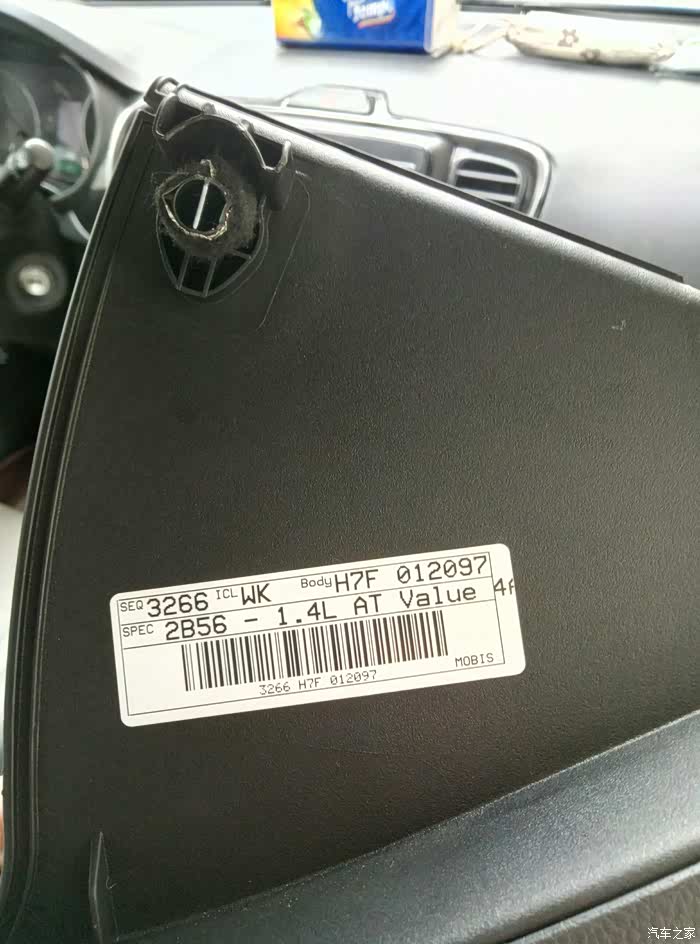 Tempo
SEQ 3266 ICL WK Body H7F 012097
SPEC 2B56 - 1.4L AT Value
3266 H7F 012097
MOBIS
汽车之家